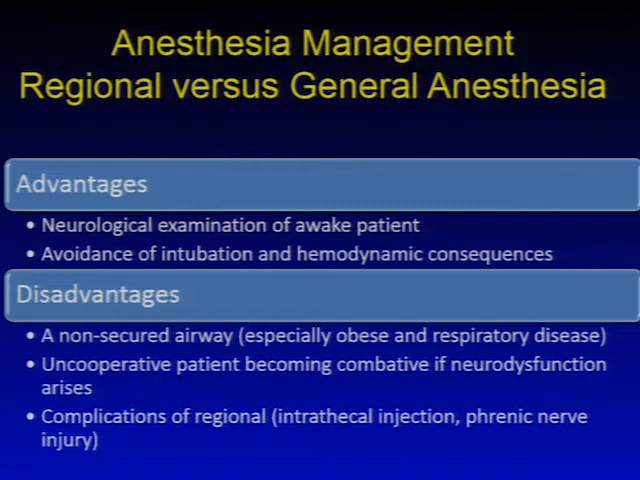 Anesthesia Management
Regional versus General Anesthesia
Advantages
• Neurological examination of awake patient
• Avoidance of intubation and hemodynamic consequences
Disadvantages
• A non-secured airway (especially obese and respiratory disease)
• Uncooperative patient becoming combative if neurodysfunction
arises
• Complications of regional (intrathecal injection, phrenic nerve
injury)